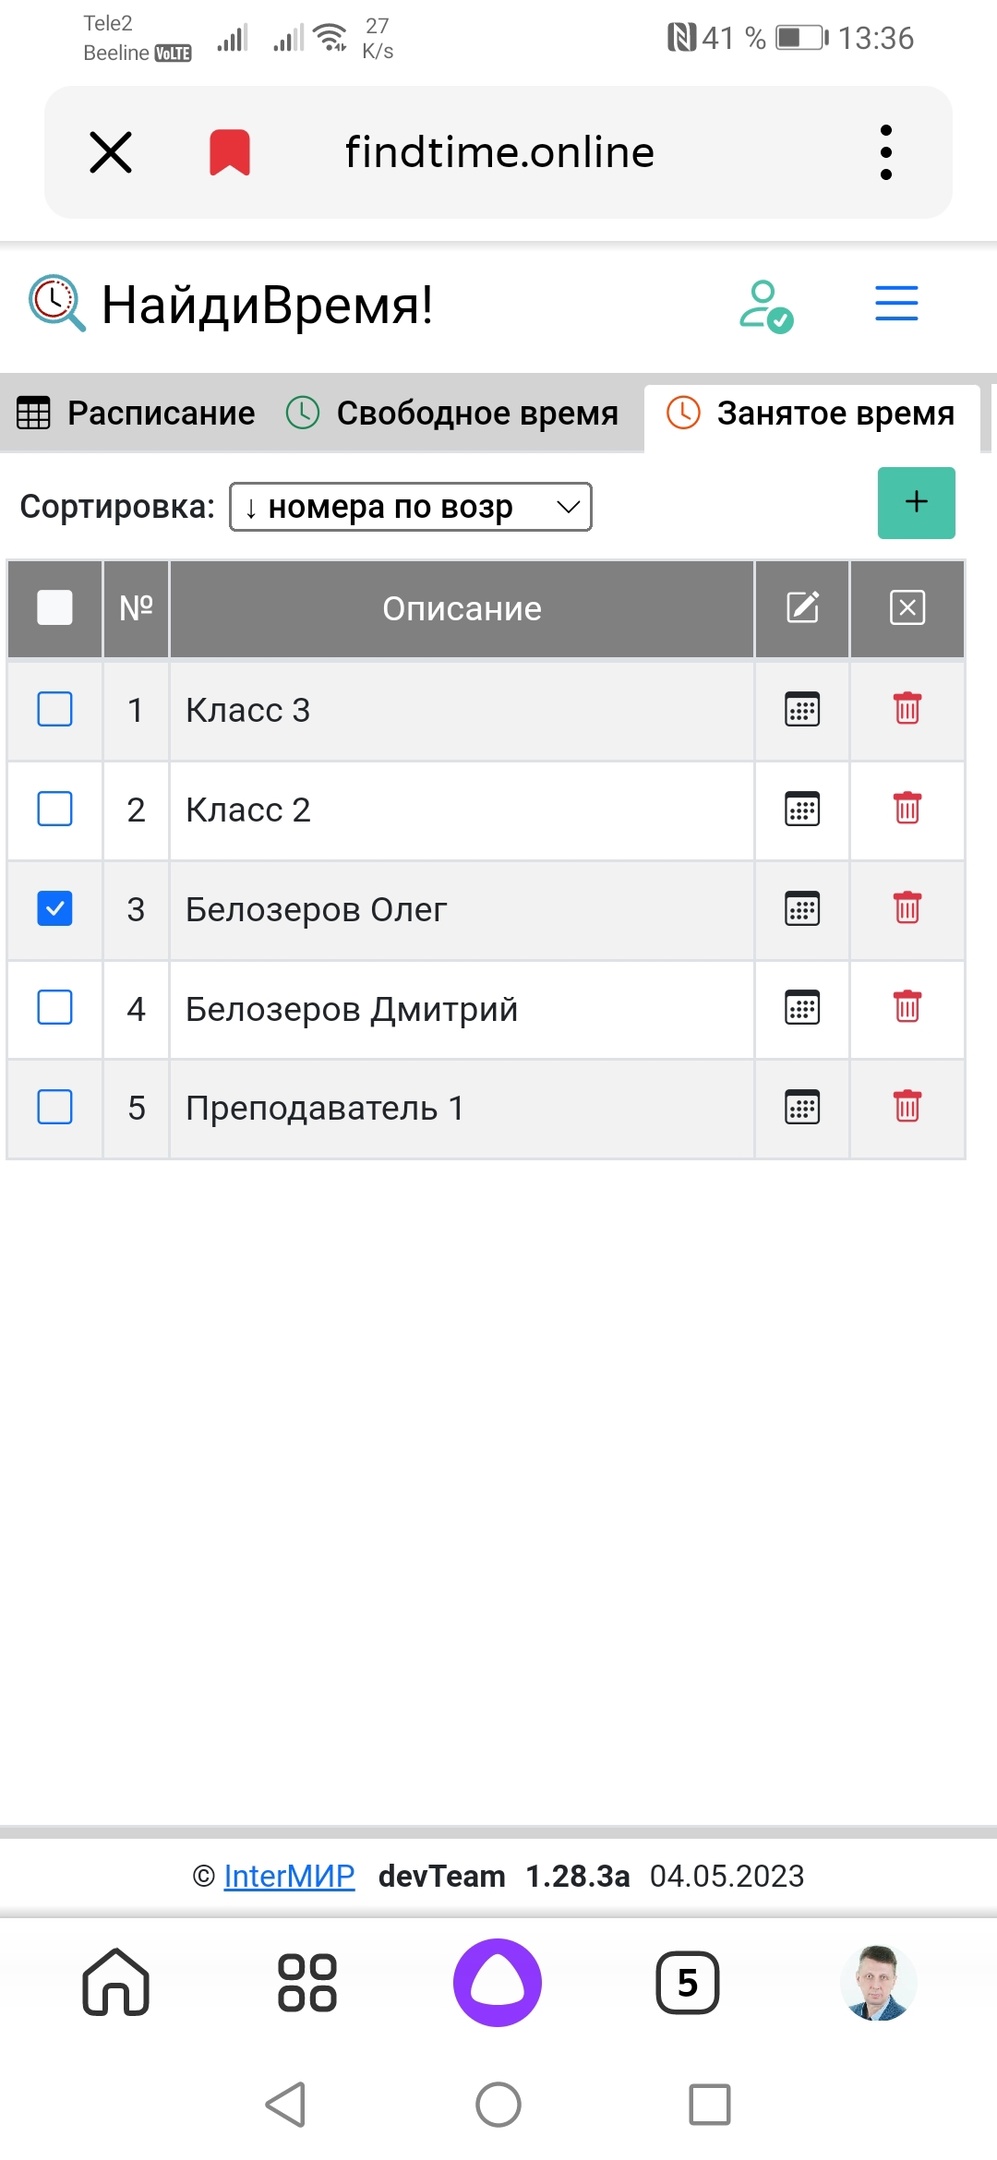 Tele2
Beeline VoLTE
27
K/s
41 %
13:36
findtime.online
НайдиВремя!
Расписание Свободное время Занятое время
Сортировка: ↓ номера по возр
+
№ Описание
1 Класс 3
2 Класс 2
3 Белозеров Олег
4 Белозеров Дмитрий
5 Преподаватель 1
© InterМИР devTeam 1.28.3a 04.05.2023
5